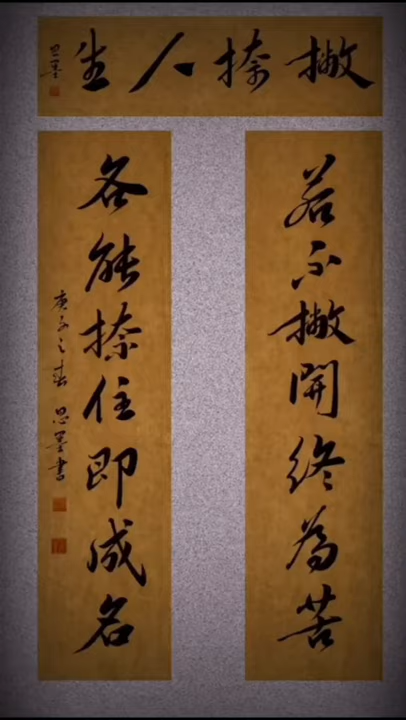 撇捺人生
思墨
若不撇開終為苦
各能捺住即成名
庚子之春 思墨書